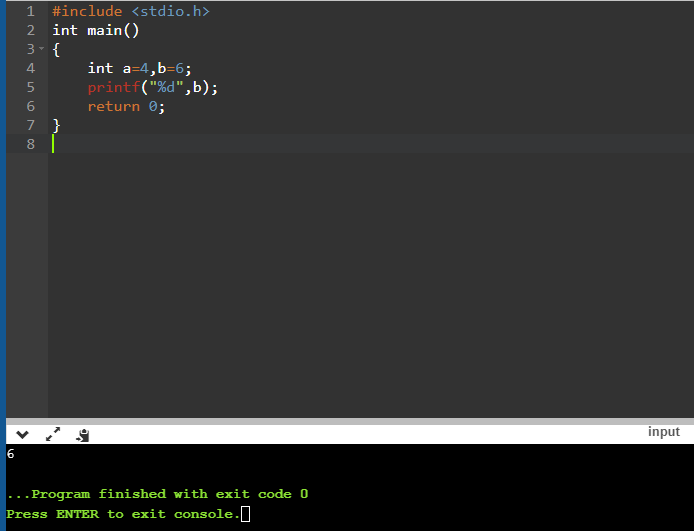 1 #include <stdio.h>
2 int main()
3 {
4     int a=4,b=6;
5     printf("%d",b);
6     return 0;
7 }
8
input
6
...Program finished with exit code 0
Press ENTER to exit console.